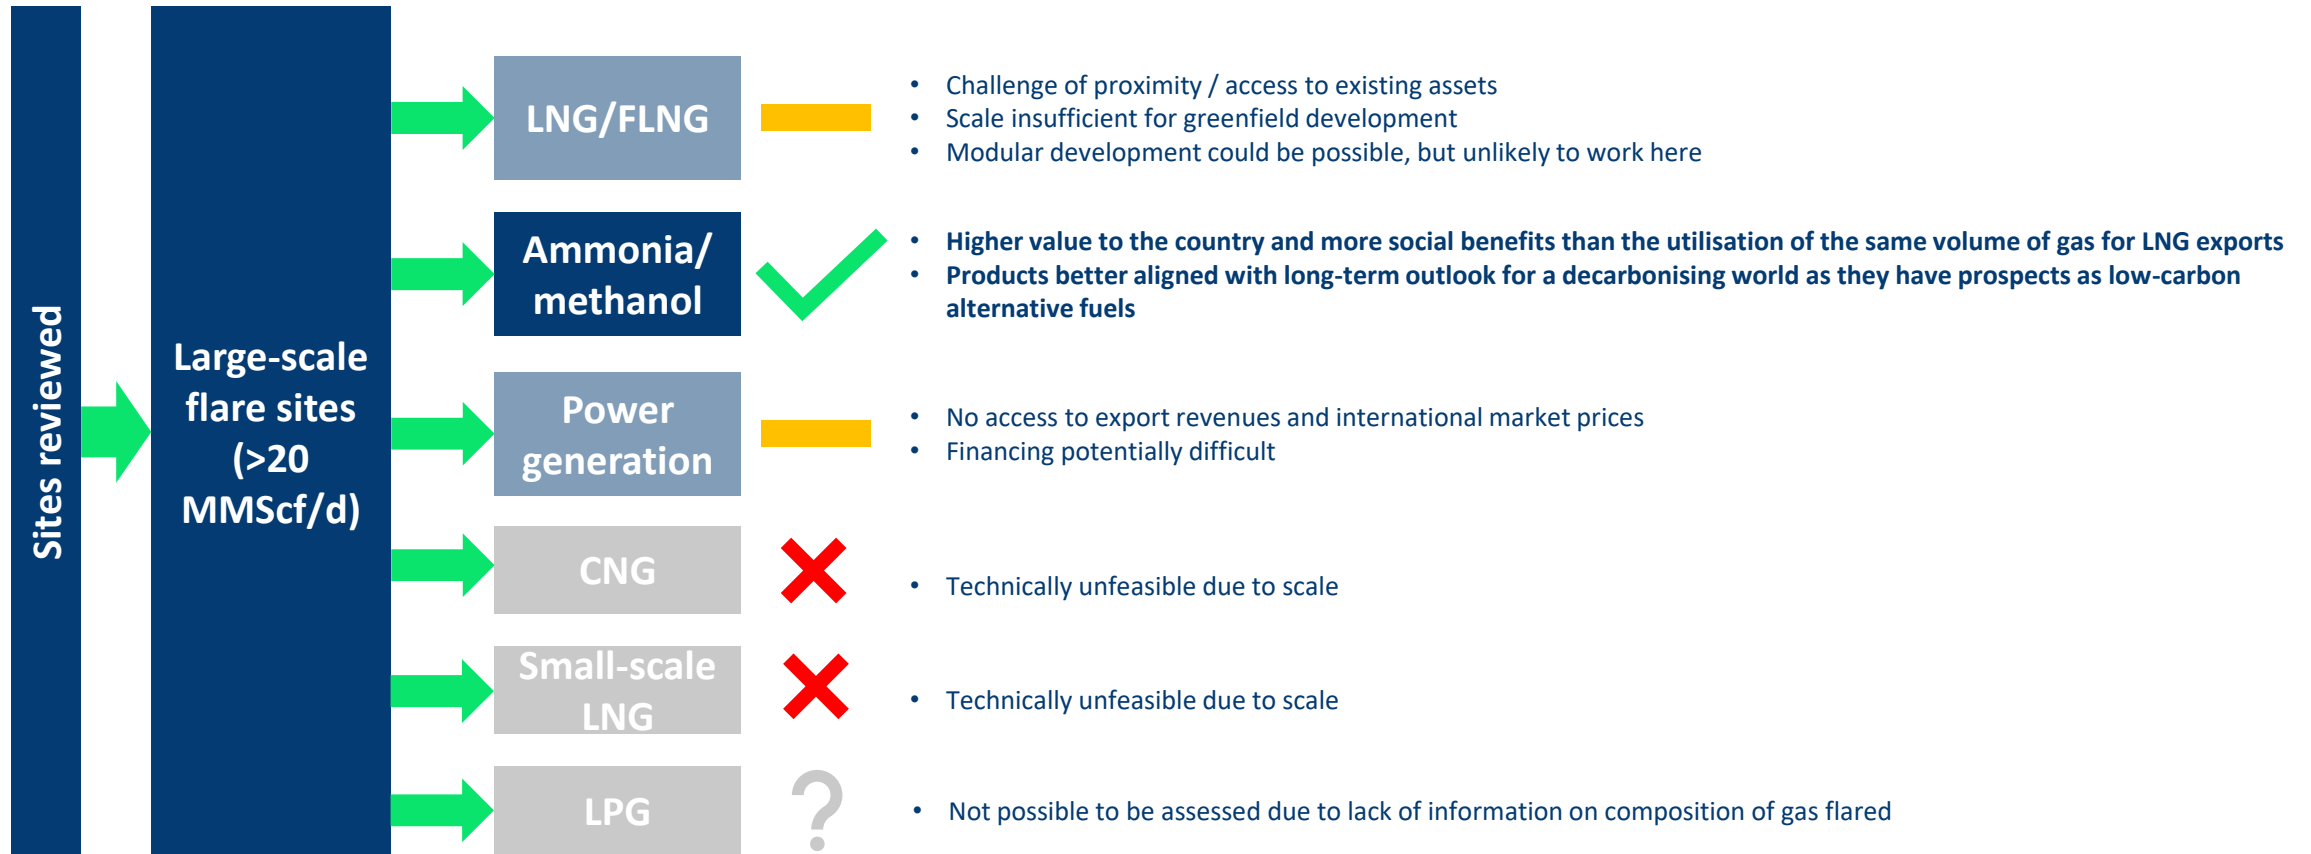 Sites reviewed
Large-scale
flare sites
(>20
MMScf/d)
LNG/FLNG
• Challenge of proximity / access to existing assets
• Scale insufficient for greenfield development
• Modular development could be possible, but unlikely to work here
Ammonia/
methanol
• Higher value to the country and more social benefits than the utilisation of the same volume of gas for LNG exports
• Products better aligned with long-term outlook for a decarbonising world as they have prospects as low-carbon
alternative fuels
Power
generation
• No access to export revenues and international market prices
• Financing potentially difficult
CNG
• Technically unfeasible due to scale
Small-scale
LNG
• Technically unfeasible due to scale
LPG
?
• Not possible to be assessed due to lack of information on composition of gas flared